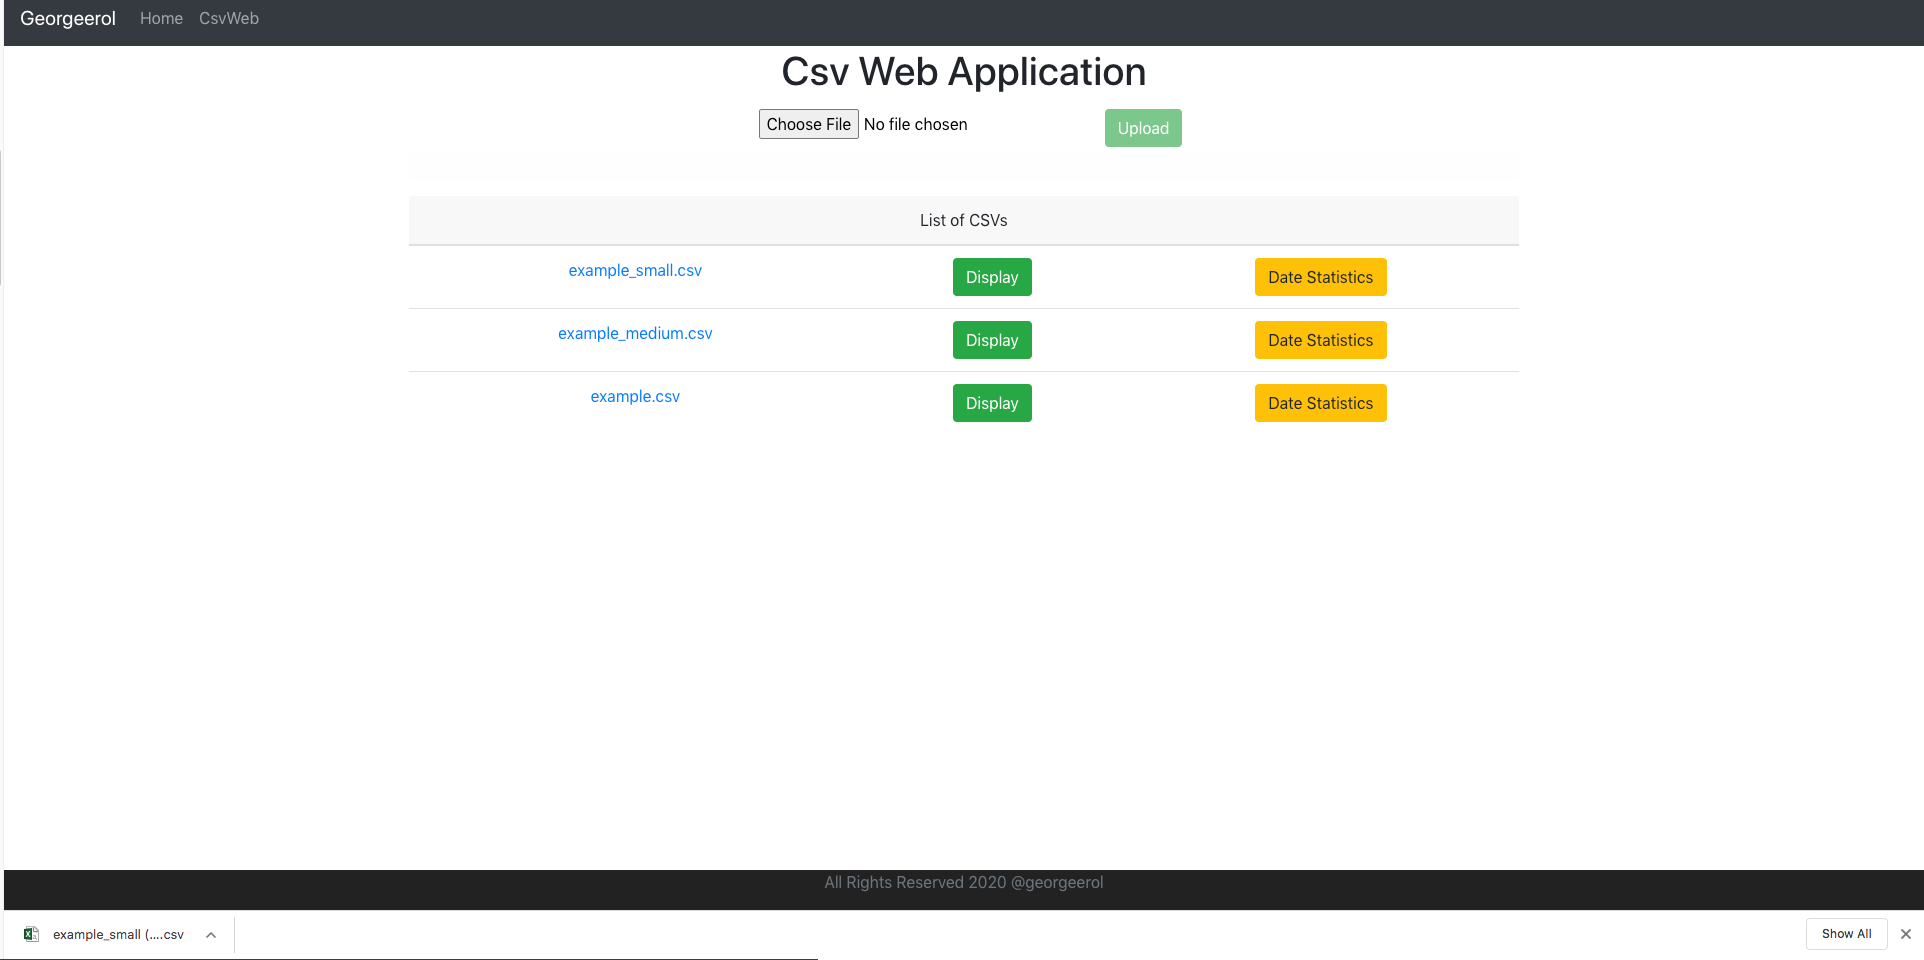 Georgeerol Home CsvWeb
Csv Web Application
Choose File No file chosen Upload
List of CSVs
example_small.csv Display Date Statistics
example_medium.csv Display Date Statistics
example.csv Display Date Statistics
All Rights Reserved 2020 @georgeerol
example_small (....csv Show All